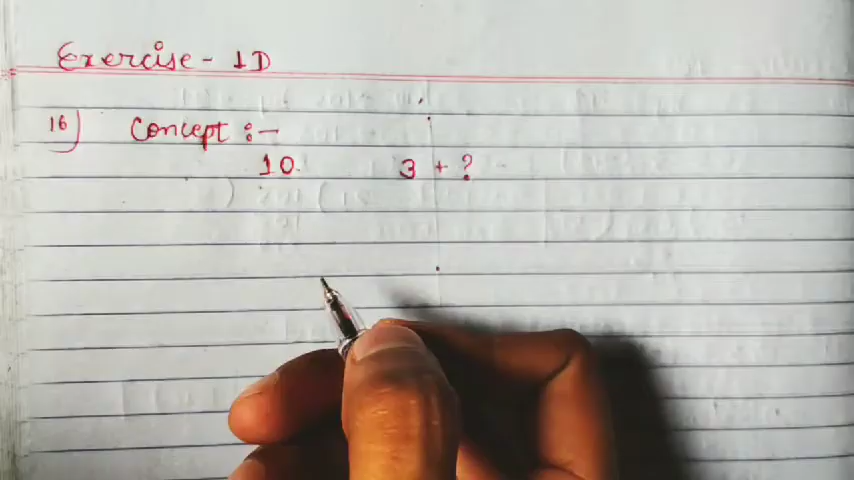 Exercise - 1D
16) Concept :-
10 3 + ?